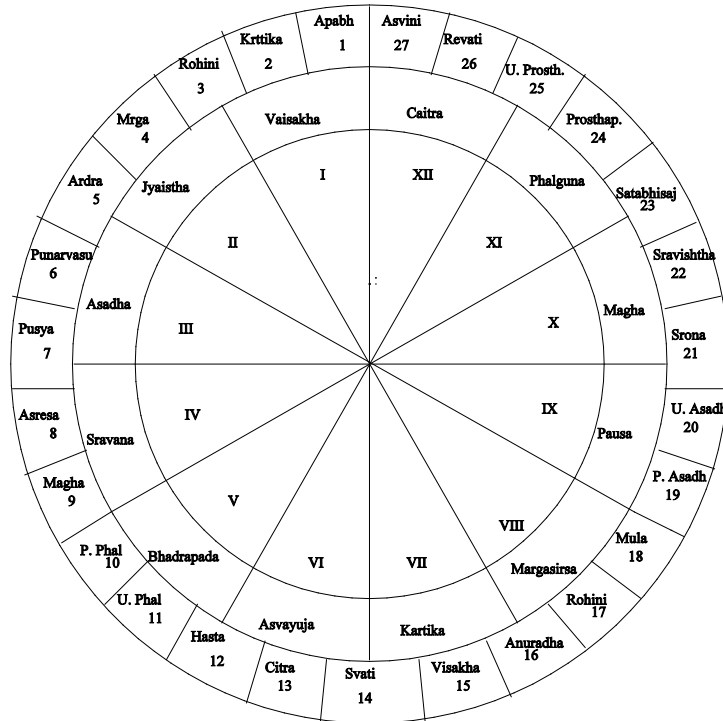 Apabh
1
Krttika
2
Rohini
3
Mrga
4
Ardra
5
Punarvasu
6
Pusya
7
Asresa
8
Magha
9
P. Phal
10
U. Phal
11
Hasta
12
Citra
13
Svati
14
Visakha
15
Anuradha
16
Rohini
17
Mula
18
P. Asadh
19
U. Asadh
20
Srona
21
Sravishtha
22
Satabhisaj
23
Prosthap.
24
U. Prosth.
25
Revati
26
Asvini
27
Vaisakha
Jyaistha
Asadha
Sravana
Bhadrapada
Asvayuja
Kartika
Margasirsa
Pausa
Magha
Phalguna
Caitra
I
II
III
IV
V
VI
VII
VIII
IX
X
XI
XII